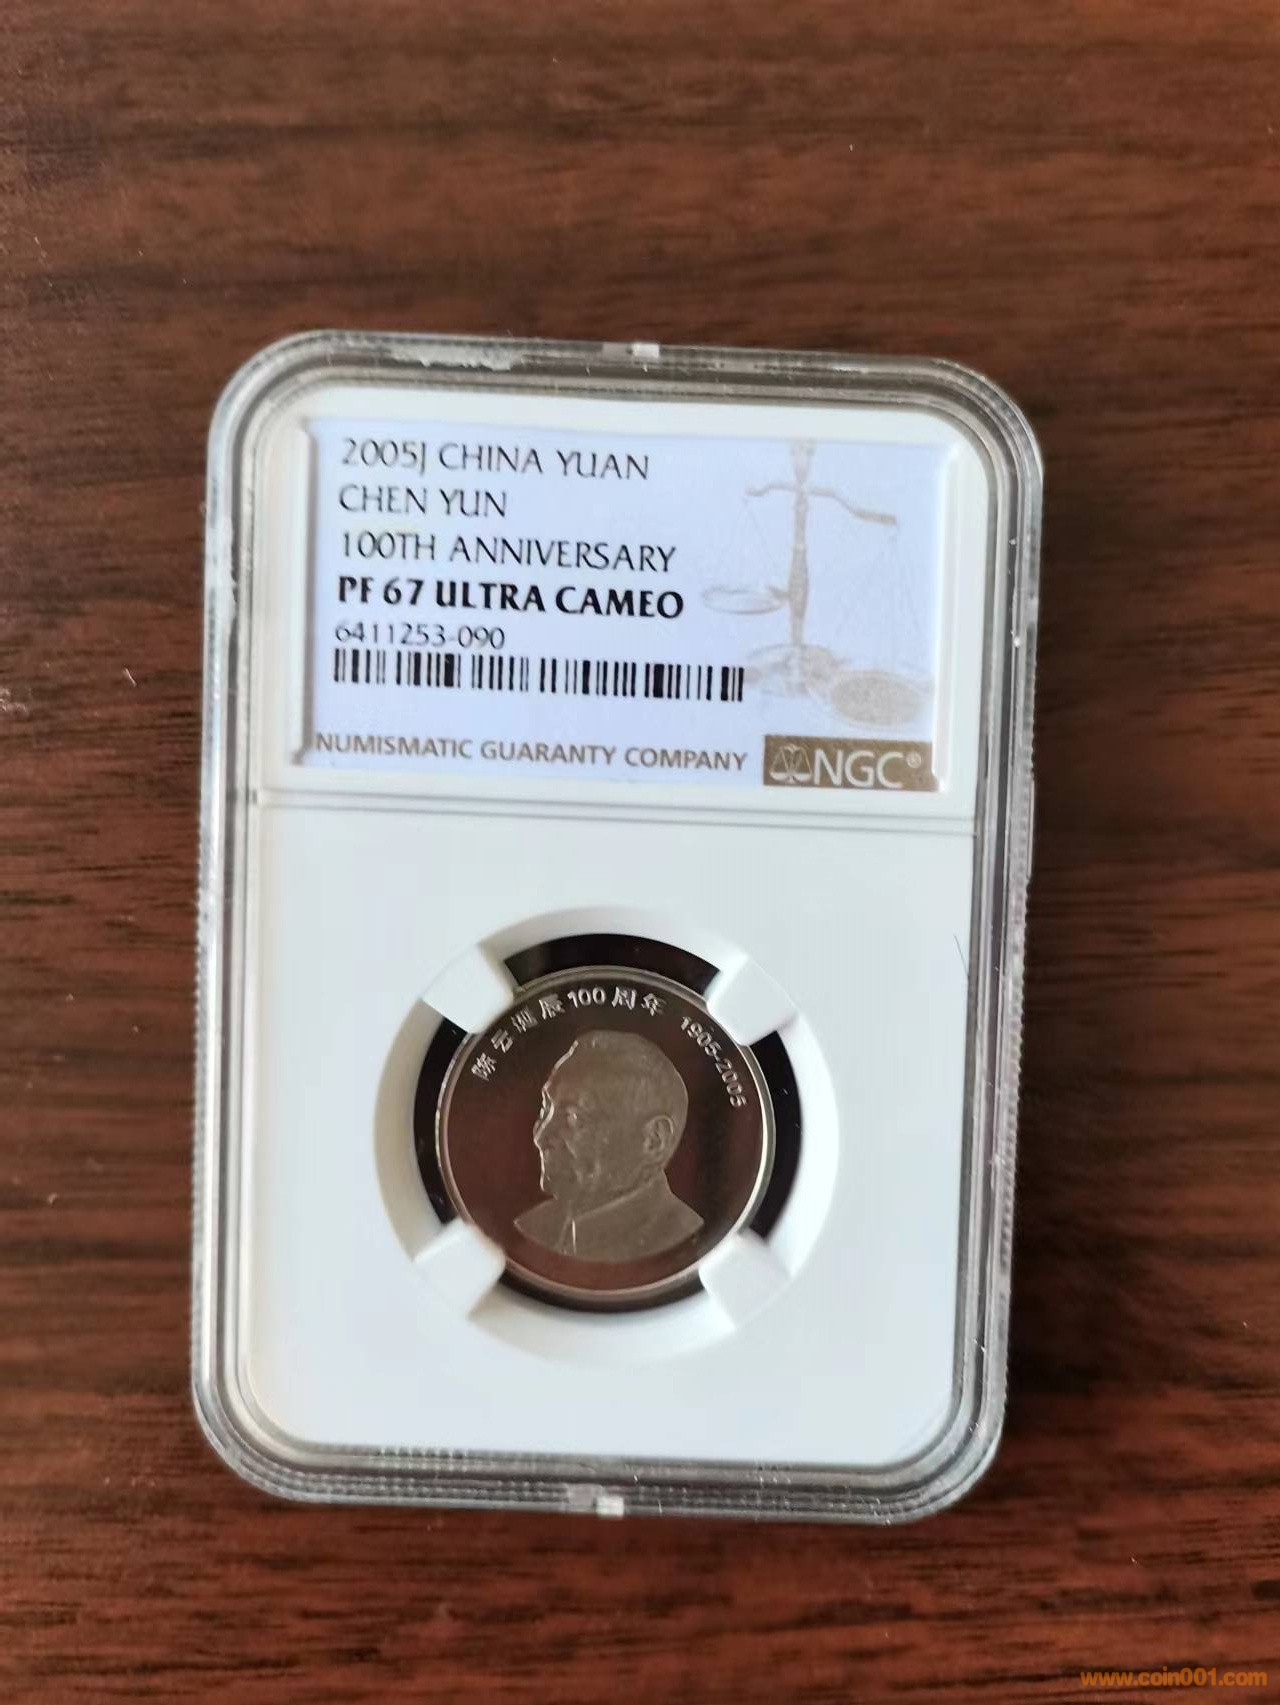 2005J CHINA YUAN
CHEN YUN
100TH ANNIVERSARY
PF 67 ULTRA CAMEO
6411253-090
NUMISMATIC GUARANTY COMPANY
NGC®
陈云诞辰100周年 1905-2005
www.coin001.com